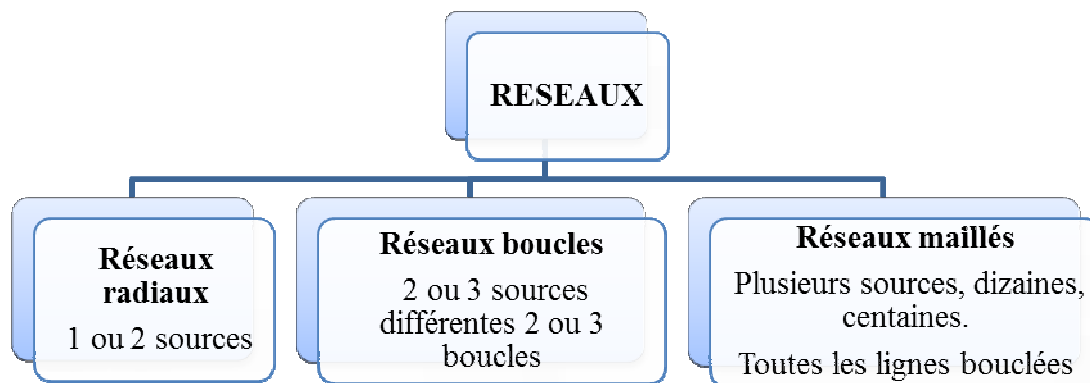 RESEAUX
Réseaux
radiaux
1 ou 2 sources
Réseaux boucles
2 ou 3 sources
différentes 2 ou 3
boucles
Réseaux maillés
Plusieurs sources, dizaines,
centaines.
Toutes les lignes bouclées